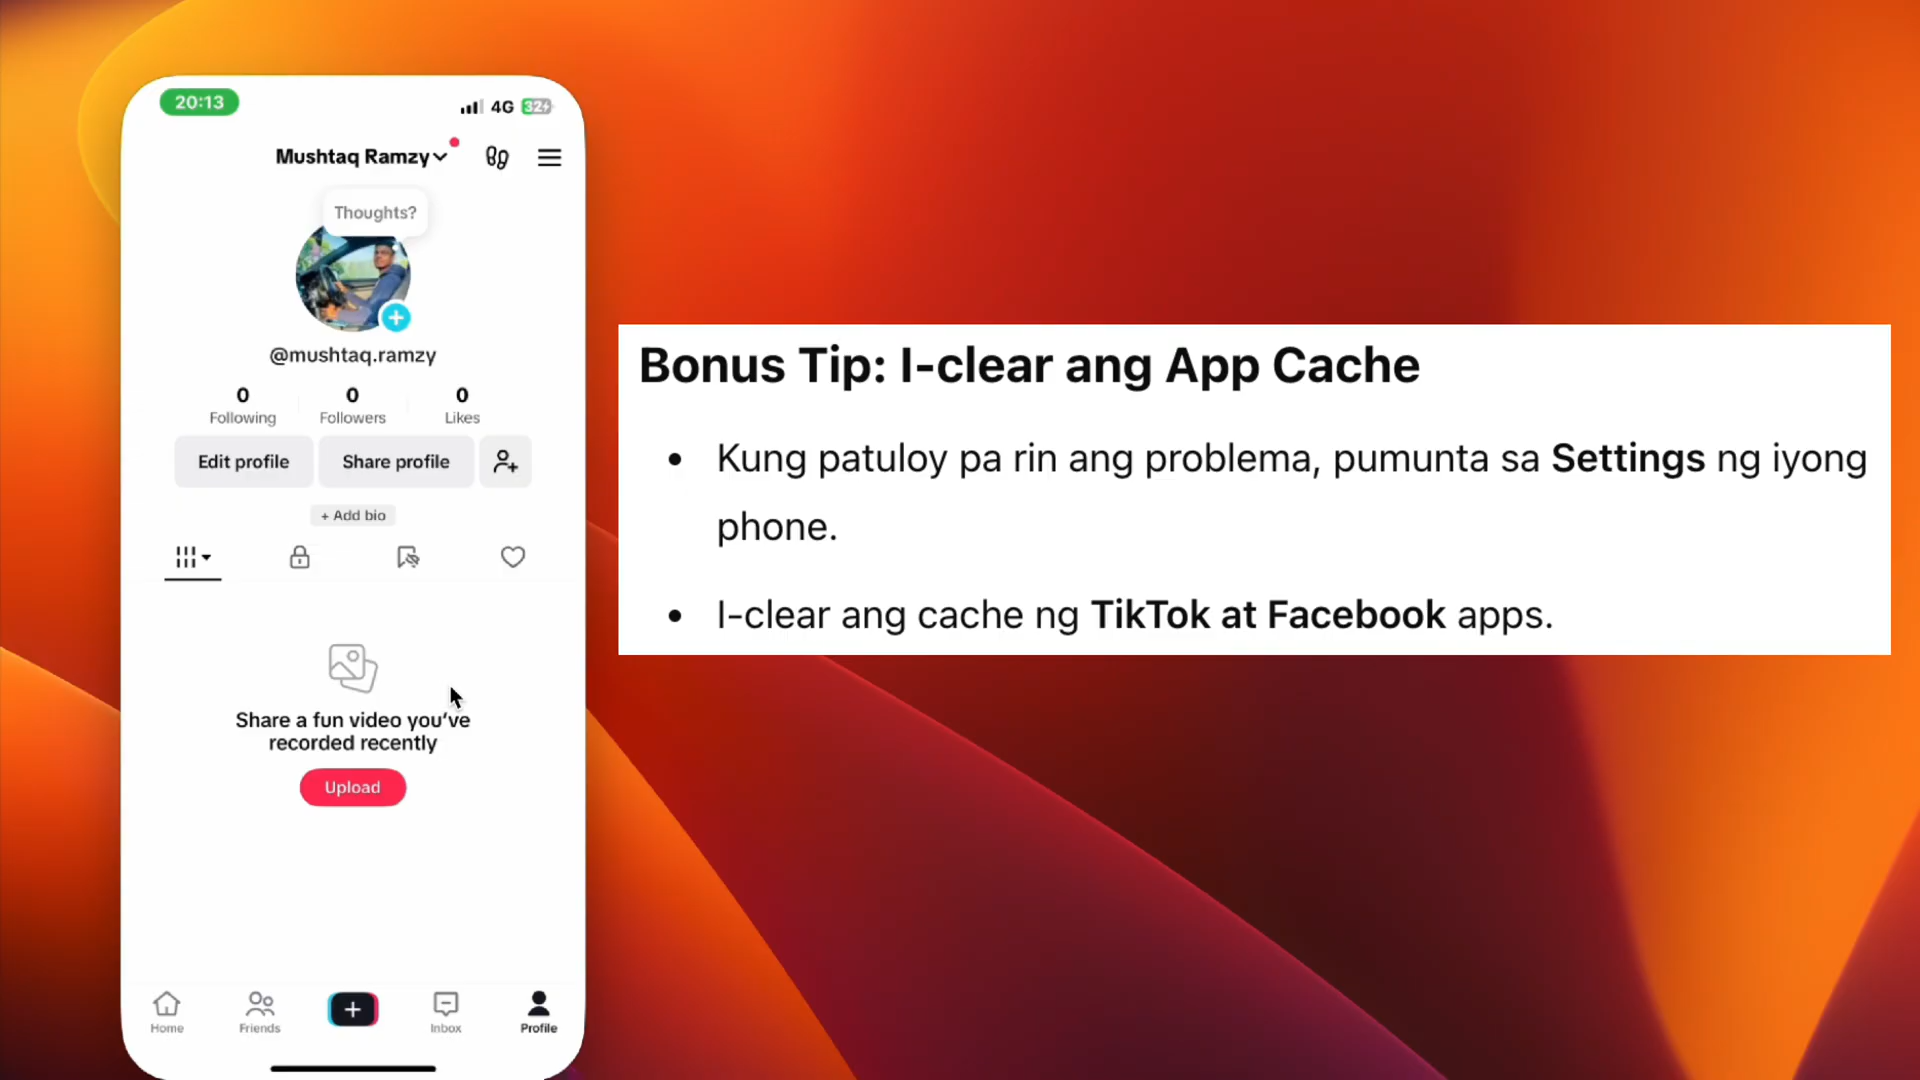 20:13
4G
32
Mushtaq Ramzy
Thoughts?
@mushtaq.ramzy
0 0 0
Following Followers Likes
Edit profile Share profile
+ Add bio
Share a fun video you've
recorded recently
Upload
Home Friends Inbox Profile
Bonus Tip: I-clear ang App Cache
• Kung patuloy pa rin ang problema, pumunta sa Settings ng iyong
phone.
• I-clear ang cache ng TikTok at Facebook apps.